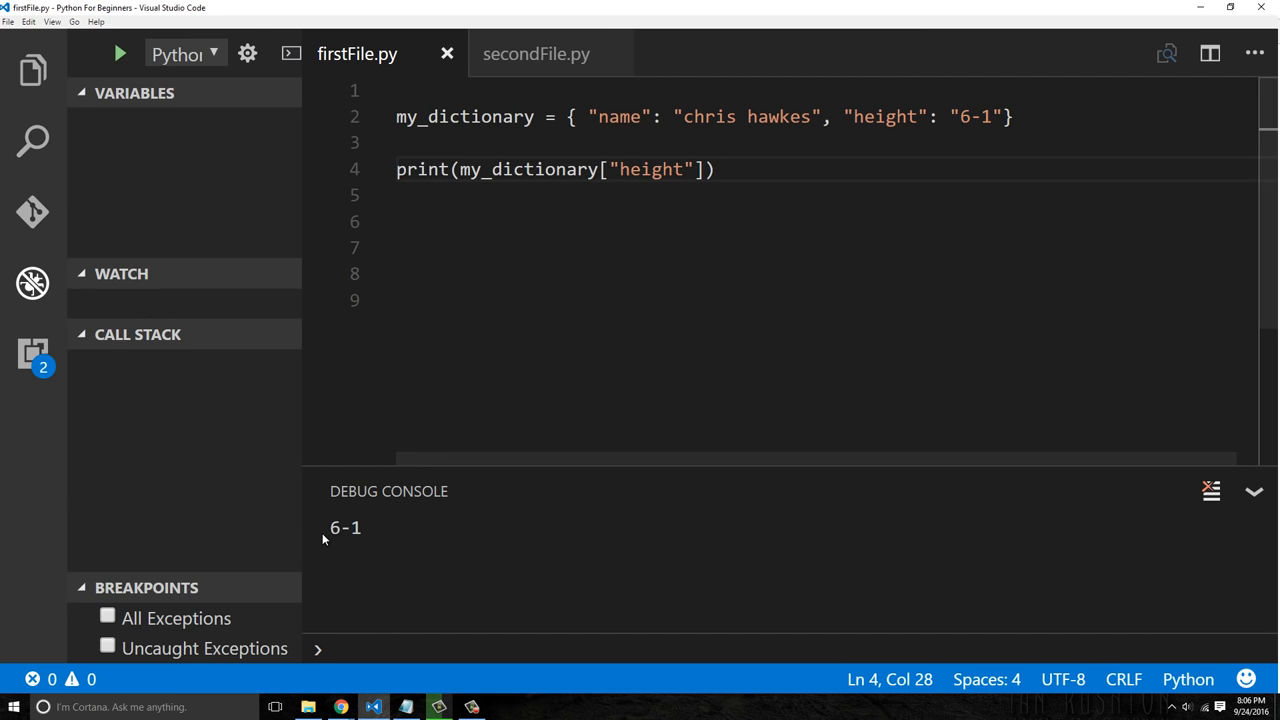 firstFile.py - Python For Beginners - Visual Studio Code
File Edit View Go Help
firstFile.py secondFile.py
VARIABLES
1
2 my_dictionary = { "name": "chris hawkes", "height": "6-1"}
3
4 print(my_dictionary["height"])
5
6
7
8
9
WATCH
CALL STACK
2
DEBUG CONSOLE
6-1
BREAKPOINTS
All Exceptions
Uncaught Exceptions
0 0 Ln 4, Col 28 Spaces: 4 UTF-8 CRLF Python
I'm Cortana. Ask me anything.
8:06 PM
9/24/2016